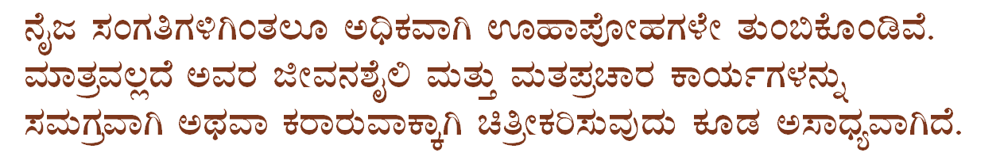 ನೈಜ ಸಂಗತಿಗಳಿಗಿಂತಲೂ ಅಧಿಕವಾಗಿ ಊಹಾಪೋಹಗಳೇ ತುಂಬಿಕೊಂಡಿವೆ.
ಮಾತ್ರವಲ್ಲದೆ ಅವರ ಜೀವನಶೈಲಿ ಮತ್ತು ಮತಪ್ರಚಾರ ಕಾರ್ಯಗಳನ್ನು
ಸಮಗ್ರವಾಗಿ ಅಥವಾ ಕರಾರುವಾಕ್ಕಾಗಿ ಚಿತ್ರೀಕರಿಸುವುದು ಕೂಡ ಅಸಾಧ್ಯವಾಗಿದೆ.